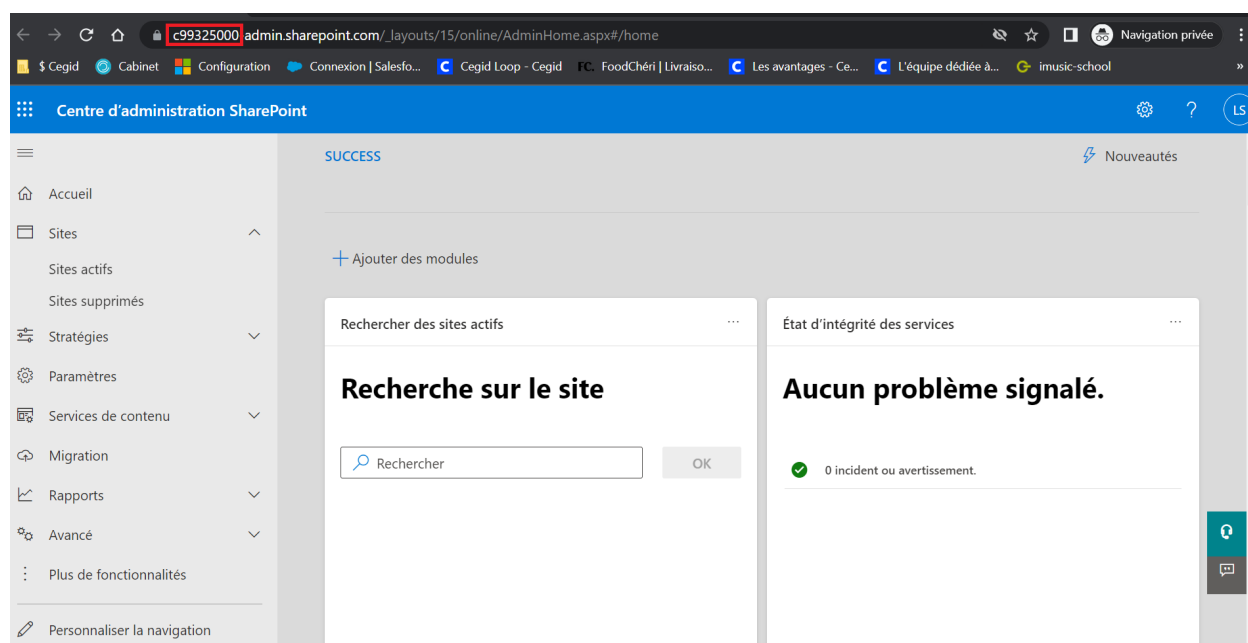 c99325000-admin.sharepoint.com/_layouts/15/online/AdminHome.aspx#/home Navigation privée
$ Cegid Cabinet Configuration Connexion | Salesfo... C Cegid Loop - Cegid FC. FoodChéri | Livraiso... C Les avantages - Ce... C L'équipe dédiée à... G imusic-school »
Centre d'administration SharePoint ? LS
SUCCESS Nouveautés
Accueil
Sites
Ajouter des modules
Sites actifs
Sites supprimés
Rechercher des sites actifs ... État d'intégrité des services ...
Stratégies
Paramètres
Recherche sur le site Aucun problème signalé.
Services de contenu
Migration
Rechercher OK 0 incident ou avertissement.
Rapports
Avancé
Plus de fonctionnalités
Personnaliser la navigation